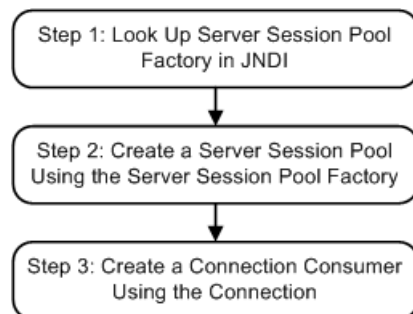 Step 1: Look Up Server Session Pool
Factory in JNDI
Step 2: Create a Server Session Pool
Using the Server Session Pool Factory
Step 3: Create a Connection Consumer
Using the Connection